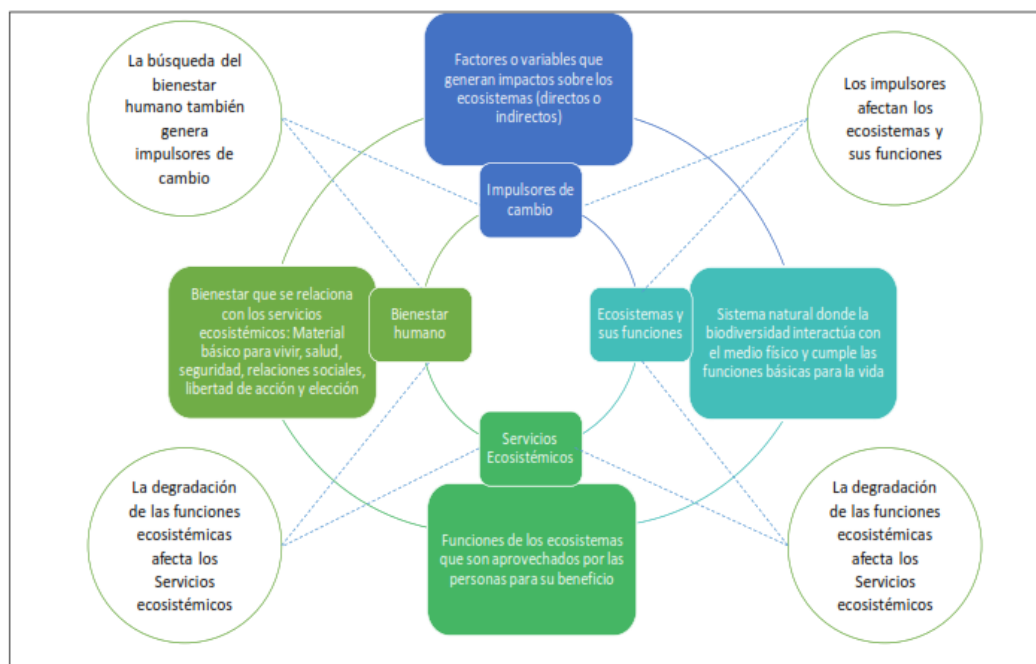 La búsqueda del
bienestar
humano también
genera
impulsores de
cambio
Factores o variables que
generan impactos sobre los
ecosistemas (directos o
indirectos)
Los impulsores
afectan los
ecosistemas y
sus funciones
Impulsores de
cambio
Bienestar que se relaciona
con los servicios
ecosistémicos: Material
básico para vivir, salud,
seguridad, relaciones sociales,
libertad de acción y elección
Bienestar
humano
Ecosistemas y
sus funciones
Sistema natural donde la
biodiversidad interactúa con
el medio físico y cumple las
funciones básicas para la vida
Servicios
Ecosistémicos
La degradación
de las funciones
ecosistémicas
afecta los
Servicios
ecosistémicos
Funciones de los ecosistemas
que son aprovechados por las
personas para su beneficio
La degradación
de las funciones
ecosistémicas
afecta los
Servicios
ecosistémicos